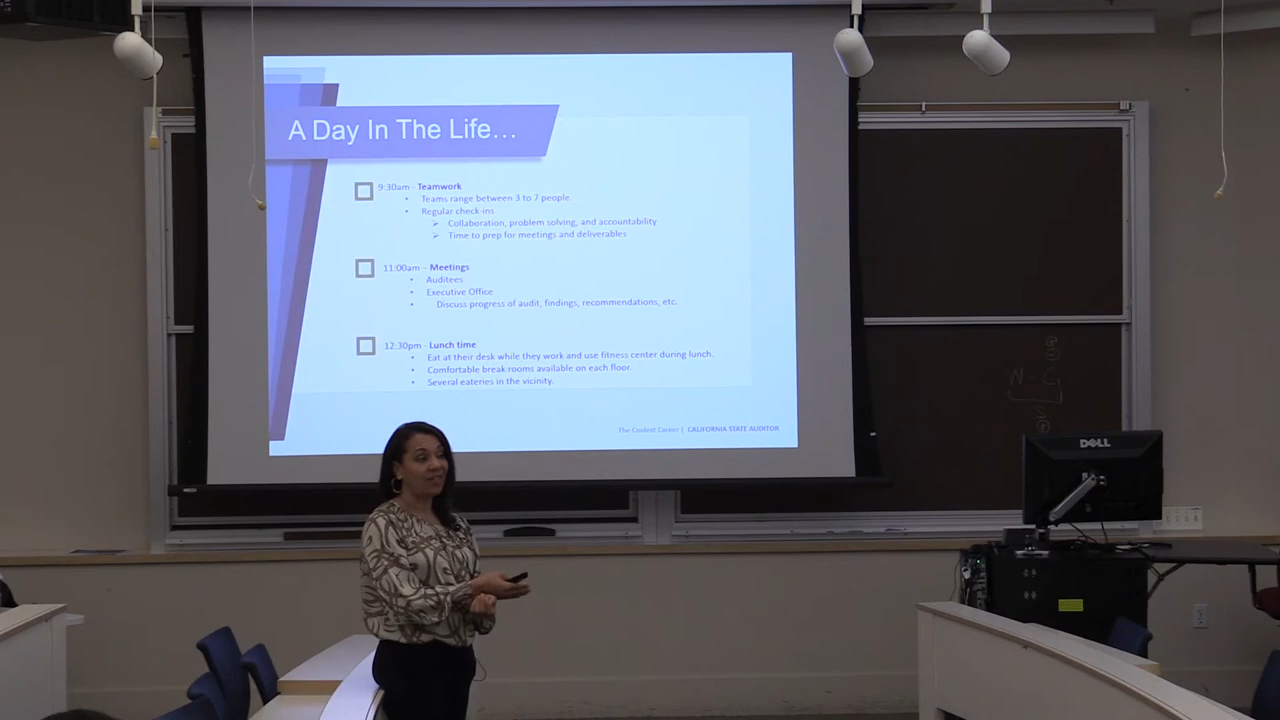 A Day In The Life...
9:30am - Teamwork
• Teams range between 3 to 7 people.
• Regular check-ins
➢ Collaboration, problem solving, and accountability
➢ Time to prep for meetings and deliverables
11:00am – Meetings
• Auditees
• Executive Office
• Discuss progress of audit, findings, recommendations, etc.
12:30pm - Lunch time
• Eat at their desk while they work and use fitness center during lunch.
• Comfortable break rooms available on each floor.
• Several eateries in the vicinity.
The Coolest Career | CALIFORNIA STATE AUDITOR
W - C
DELL